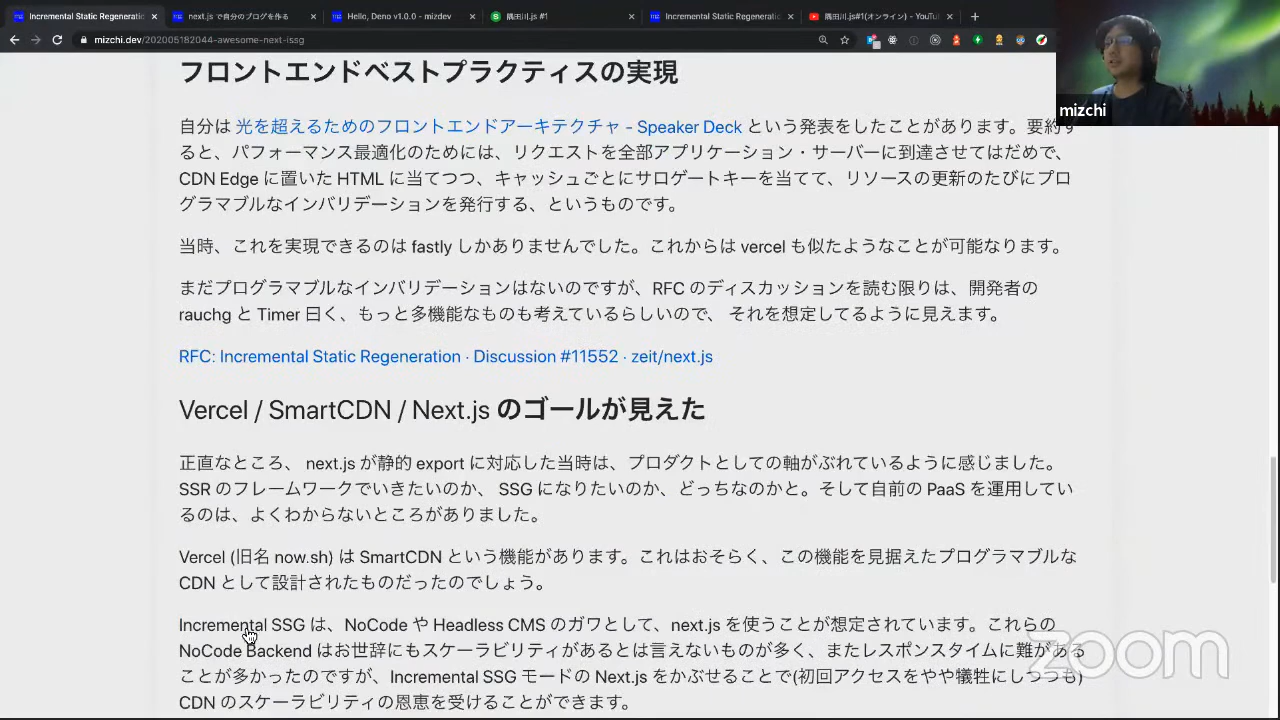 Incremental Static Regeneratio
next.js で自分のブログを作る
Hello, Deno v1.0.0 - mizdev
隅田川.js #1
Incremental Static Regeneratio
隅田川.js#1(オンライン) - YouTu
mizchi.dev/202005182044-awesome-next-issg
mizchi
フロントエンドベストプラクティスの実現
自分は 光を超えるためのフロントエンドアーキテクチャ - Speaker Deck という発表をしたことがあります。要約す
ると、パフォーマンス最適化のためには、リクエストを全部アプリケーション・サーバーに到達させてはだめで、
CDN Edge に置いた HTML に当てつつ、キャッシュごとにサロゲートキーを当てて、リソースの更新のたびにプロ
グラマブルなインバリデーションを発行する、というものです。
当時、これを実現できるのは fastly しかありませんでした。これからは vercel も似たようなことが可能なります。
まだプログラマブルなインバリデーションはないのですが、RFC のディスカッションを読む限りは、開発者の
rauchg と Timer 曰く、もっと多機能なものも考えているらしいので、 それを想定してるように見えます。
RFC: Incremental Static Regeneration · Discussion #11552 · zeit/next.js
Vercel / SmartCDN / Next.js のゴールが見えた
正直なところ、 next.js が静的 export に対応した当時は、プロダクトとしての軸がぶれているように感じました。
SSR のフレームワークでいきたいのか、 SSG になりたいのか、どっちなのかと。そして自前の PaaS を運用してい
るのは、よくわからないところがありました。
Vercel (旧名 now.sh) は SmartCDN という機能があります。これはおそらく、この機能を見据えたプログラマブルな
CDN として設計されたものだったのでしょう。
Incremental SSG は、NoCode や Headless CMS のガワとして、next.js を使うことが想定されています。これらの
NoCode Backend はお世辞にもスケーラビリティがあるとは言えないものが多く、またレスポンスタイムに難がある
ことが多かったのですが、Incremental SSG モードの Next.js をかぶせることで(初回アクセスをやや犠牲にしつつも)
CDN のスケーラビリティの恩恵を受けることができます。
zoom